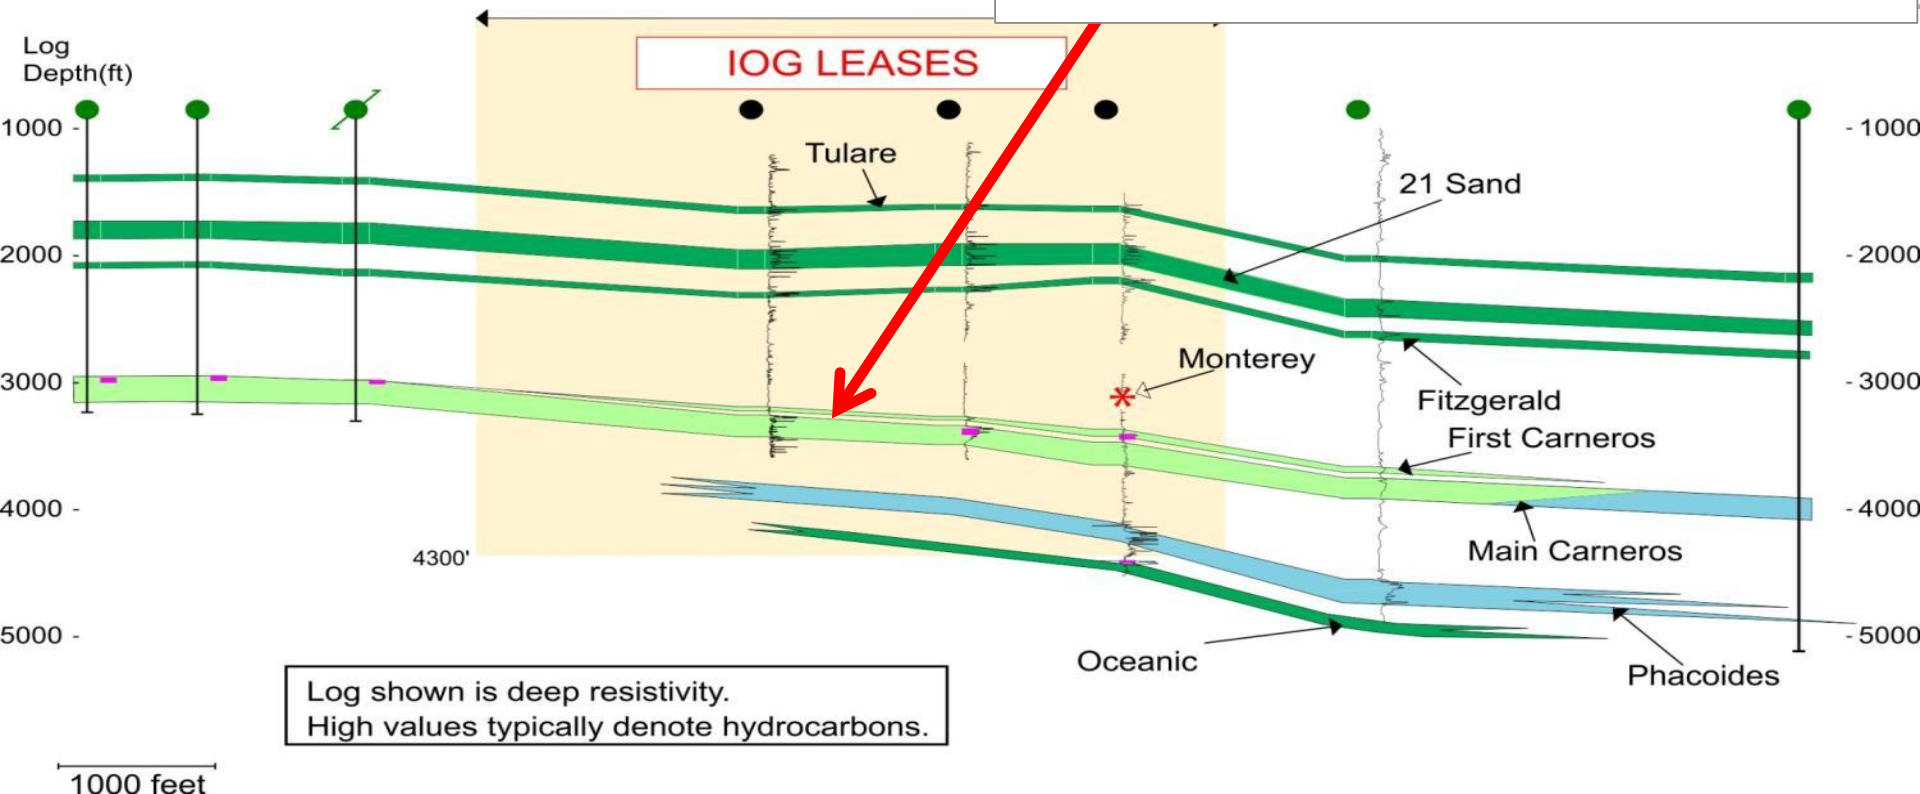 Log
Depth(ft)
IOG LEASES
1000 -
- 1000
Tulare
21 Sand
2000 -
- 2000
Monterey
3000 -
- 3000
Fitzgerald
First Carneros
4000 -
- 4000
Main Carneros
4300'
5000 -
- 5000
Oceanic
Phacoides
Log shown is deep resistivity.
High values typically denote hydrocarbons.
1000 feet